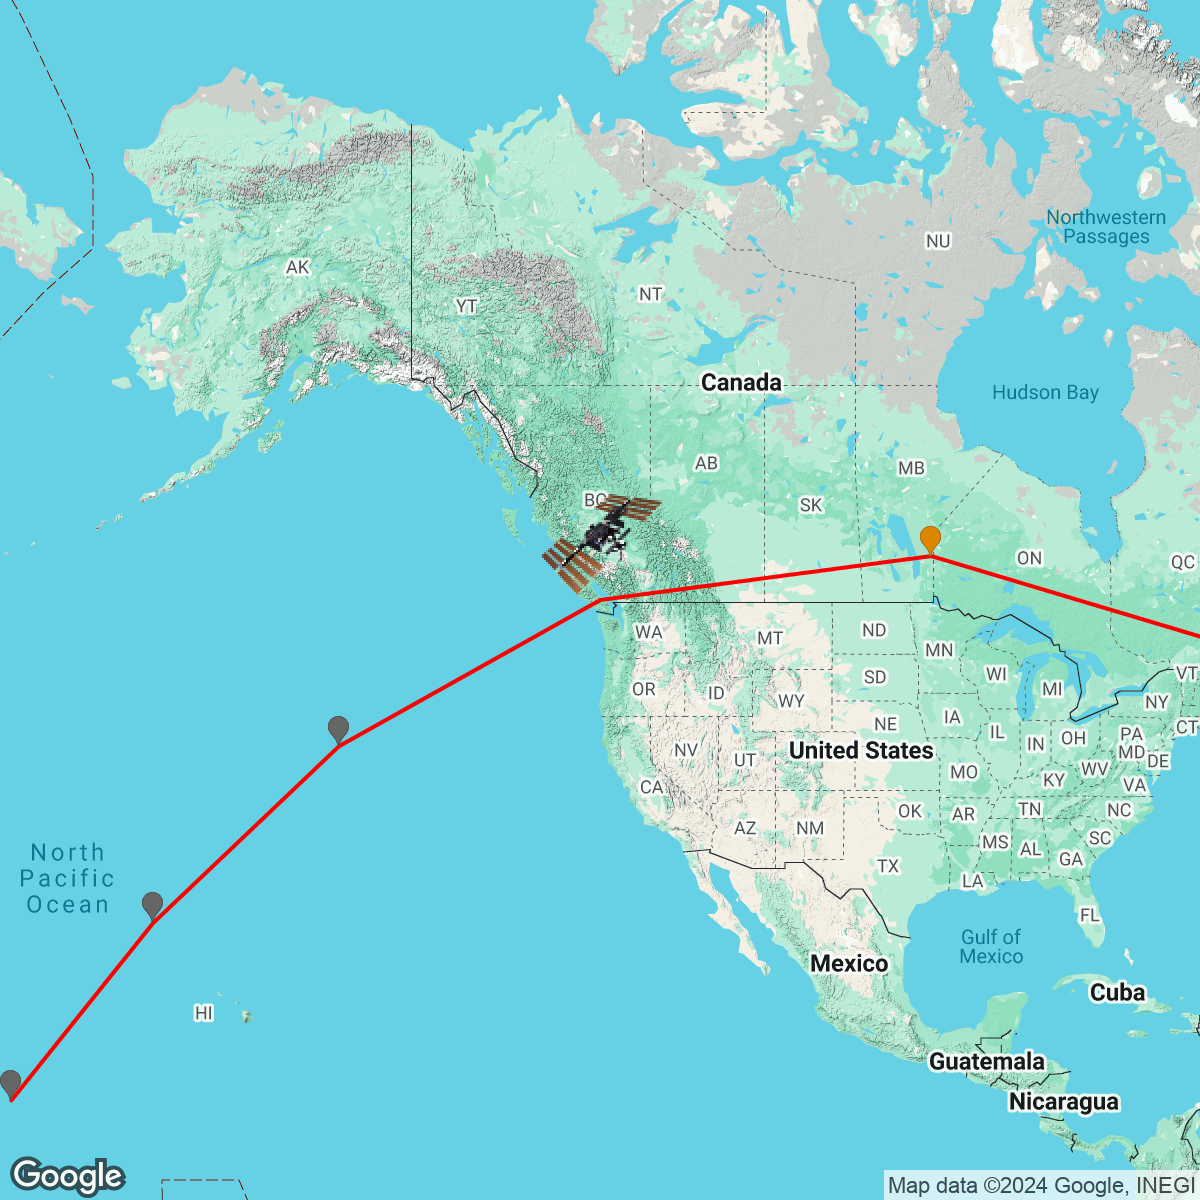 Northwestern
Passages
NU
AK
NT
YT
Canada
Hudson Bay
AB
MB
BC
SK
ON
QC
WA
ND
MT
MN
VT
WI
MI
OR
ID
SD
WY
NY
IA
NE
CT
IL
IN
OH
PA
NV
UT
United States
MD
DE
MO
KY
WV
VA
CA
OK
AR
TN
NC
AZ
NM
MS
AL
SC
GA
TX
North
Pacific
Ocean
LA
FL
Gulf of
Mexico
Mexico
Cuba
HI
Guatemala
Nicaragua
Google
Map data ©2024 Google, INEGI